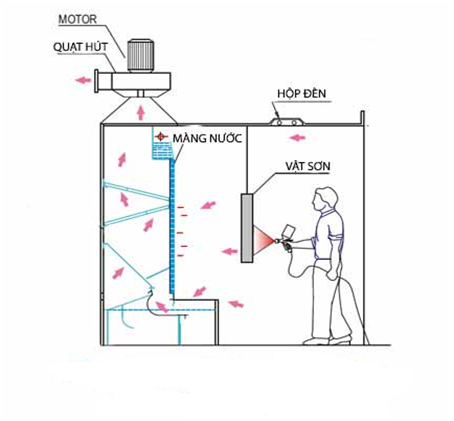 MOTOR
QUẠT HÚT
HỘP ĐÈN
MÀNG NƯỚC
VẬT SƠN